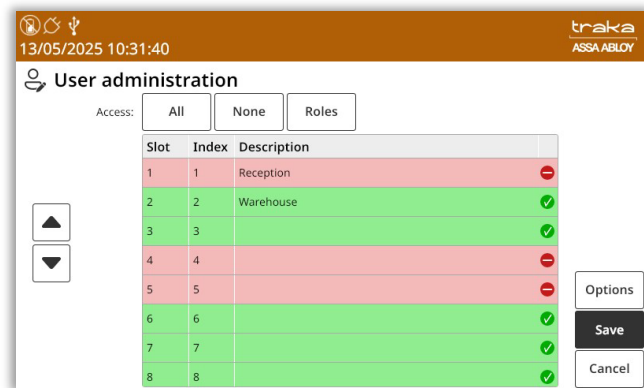 traka
13/05/2025 10:31:40
ASSA ABLOY
User administration
Access: All None Roles
Slot Index Description
1 1 Reception
2 2 Warehouse
3 3
4 4
5 5
6 6
7 7
8 8
Options
Save
Cancel